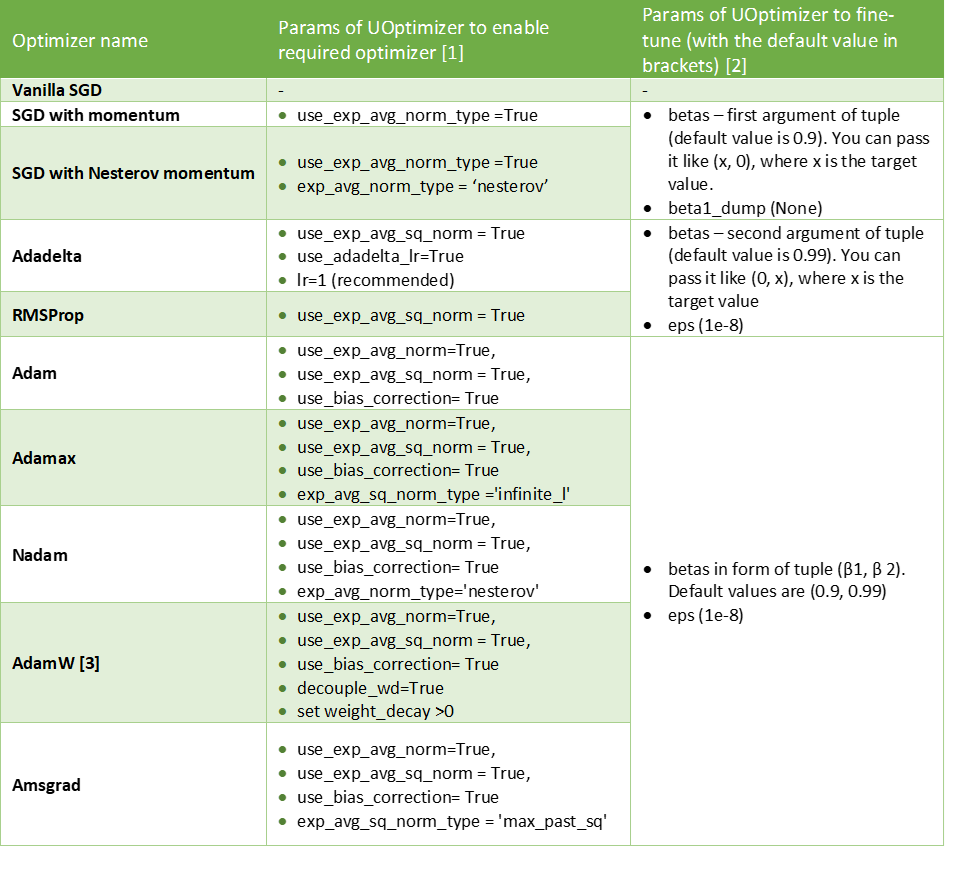 Optimizer name
Params of UOptimizer to enable
required optimizer [1]
Params of UOptimizer to fine-
tune (with the default value in
brackets) [2]
Vanilla SGD
-
-
SGD with momentum
• use_exp_avg_norm_type =True
• betas – first argument of tuple
(default value is 0.9). You can pass
it like (x, 0), where x is the target
value.
• beta1_dump (None)
SGD with Nesterov momentum
• use_exp_avg_norm_type =True
• exp_avg_norm_type = ‘nesterov’
Adadelta
• use_exp_avg_sq_norm = True
• use_adadelta_lr=True
• lr=1 (recommended)
• betas – second argument of tuple
(default value is 0.99). You can
pass it like (0, x), where x is the
target value
• eps (1e-8)
RMSProp
• use_exp_avg_sq_norm = True
Adam
• use_exp_avg_norm=True,
• use_exp_avg_sq_norm = True,
• use_bias_correction= True
Adamax
• use_exp_avg_norm=True,
• use_exp_avg_sq_norm = True,
• use_bias_correction= True
• exp_avg_sq_norm_type ='infinite_l'
Nadam
• use_exp_avg_norm=True,
• use_exp_avg_sq_norm = True,
• use_bias_correction= True
• exp_avg_norm_type='nesterov'
• betas in form of tuple (β1, β 2).
Default values are (0.9, 0.99)
• eps (1e-8)
AdamW [3]
• use_exp_avg_norm=True,
• use_exp_avg_sq_norm = True,
• use_bias_correction= True
• decouple_wd=True
• set weight_decay >0
Amsgrad
• use_exp_avg_norm=True,
• use_exp_avg_sq_norm = True,
• use_bias_correction= True
• exp_avg_sq_norm_type = 'max_past_sq'